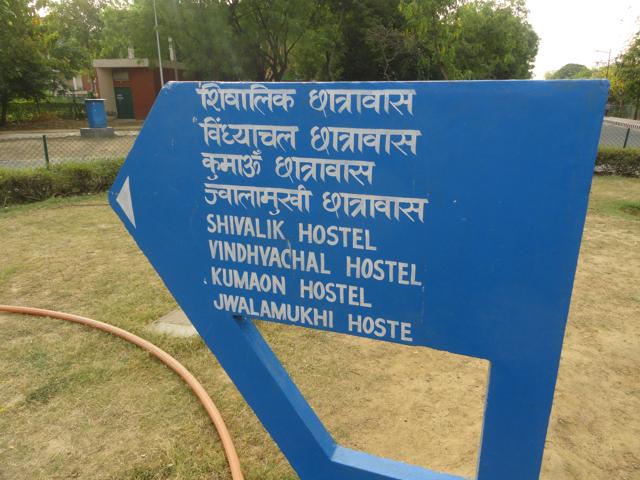 शिवालिक छात्रावास
विंध्याचल छात्रावास
कुमाऊँ छात्रावास
ज्वालामुखी छात्रावास
SHIVALIK HOSTEL
VINDHYACHAL HOSTEL
KUMAON HOSTEL
JWALAMUKHI HOSTE